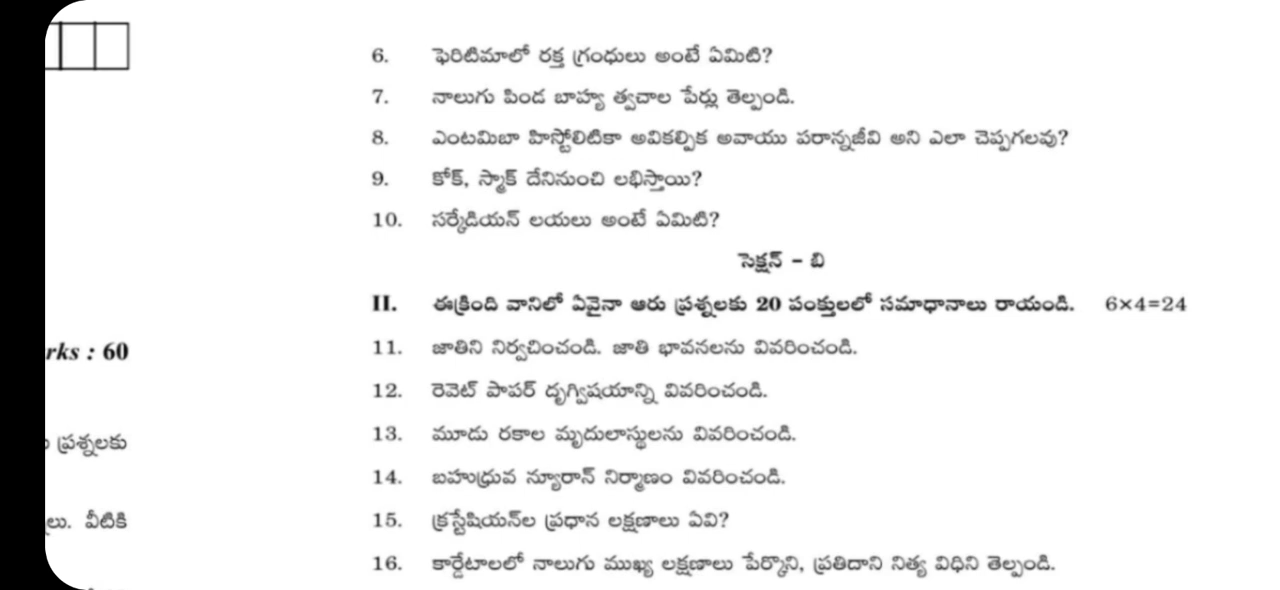 6. ఫెరిటిమాలో రక్త గ్రంధులు అంటే ఏమిటి?
7. నాలుగు పిండ బాహ్య త్వచాల పేర్లు తెల్పండి.
8. ఎంటమిబా హిస్టోలిటికా అవికల్పిక అవాయు పరాన్నజీవి అని ఎలా చెప్పగలవు?
9. కోక్, స్మాక్ దేనినుంచి లభిస్తాయి?
10. సర్కేడియన్ లయలు అంటే ఏమిటి?
సెక్షన్ - బి
II. ఈక్రింది వానిలో ఏవైనా ఆరు ప్రశ్నలకు 20 పంక్తులలో సమాధానాలు రాయండి. 6×4=24
rks : 60
11. జాతిని నిర్వచించండి. జాతి భావనలను వివరించండి.
12. రెవెట్ పాపర్ దృగ్విషయాన్ని వివరించండి.
13. మూడు రకాల మృదులాస్థులను వివరించండి.
ప్రశ్నలకు
14. బహుధ్రువ న్యూరాన్ నిర్మాణం వివరించండి.
15. క్రస్టేషియన్‌ల ప్రధాన లక్షణాలు ఏవి?
లు. వీటికి
16. కార్డేటాలలో నాలుగు ముఖ్య లక్షణాలు పేర్కొని, ప్రతిదాని నిత్య విధిని తెల్పండి.